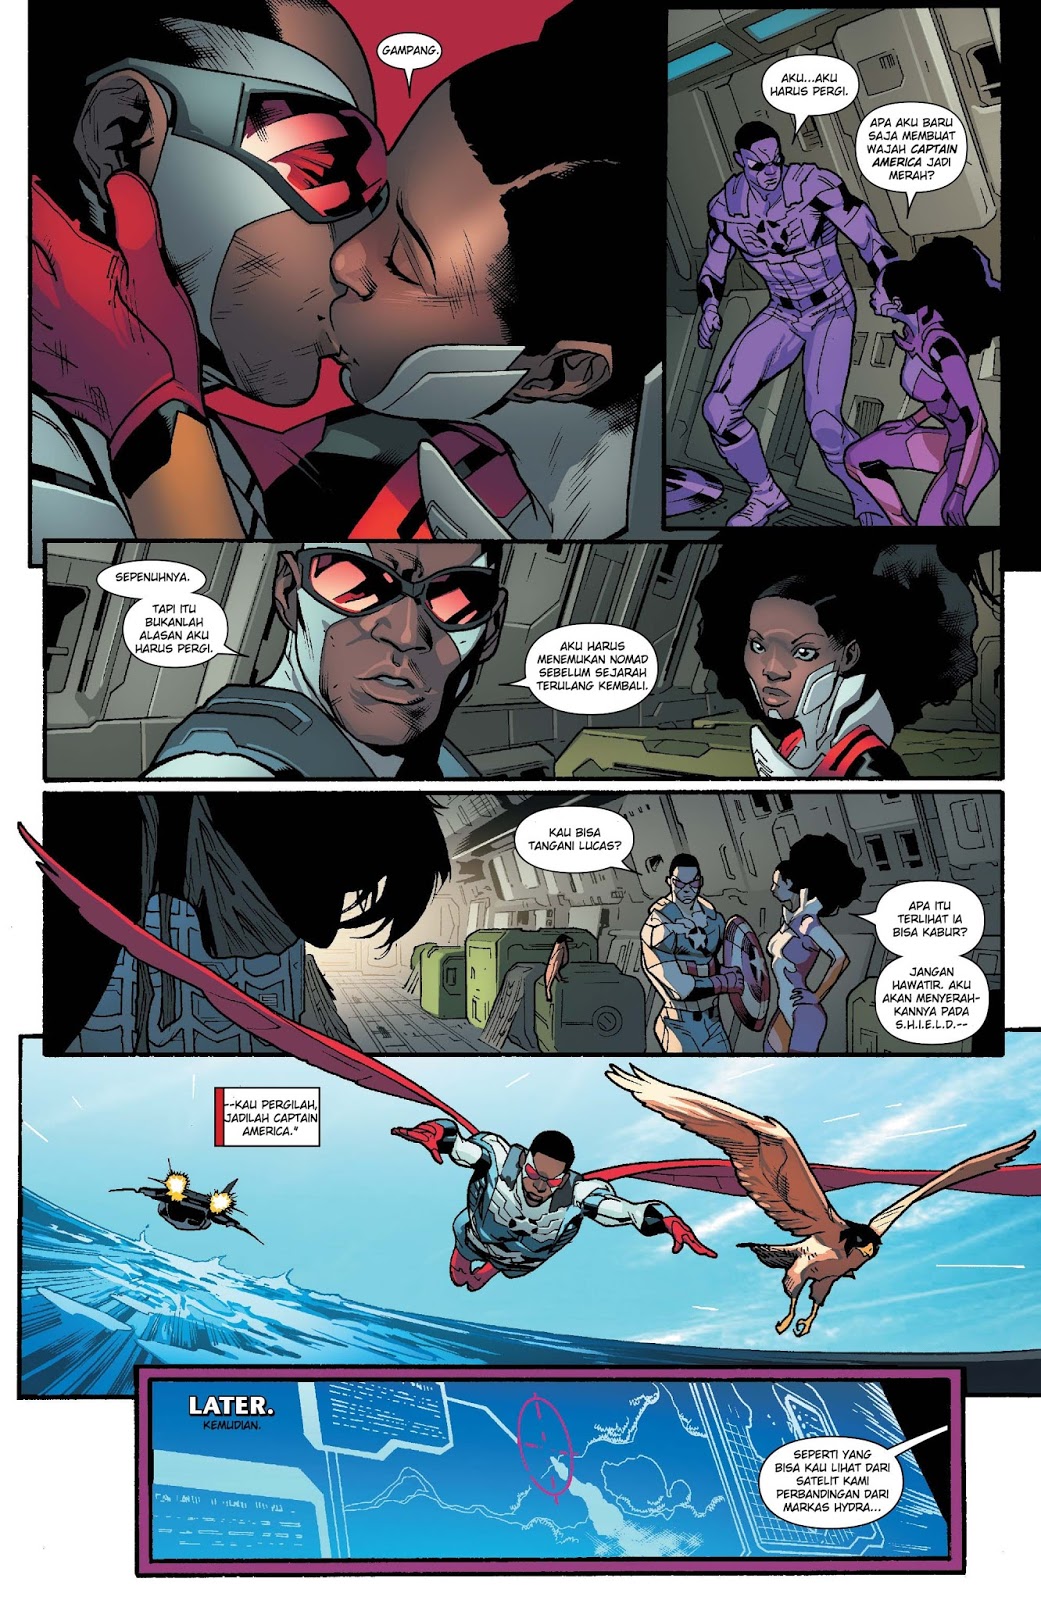 GAMPANG.
AKU...AKU
HARUS PERGI.
APA AKU BARU
SAJA MEMBUAT
WAJAH CAPTAIN
AMERICA JADI
MERAH?
SEPENUHNYA.
TAPI ITU
BUKANLAH
ALASAN AKU
HARUS PERGI.
AKU HARUS
MENEMUKAN NOMAD
SEBELUM SEJARAH
TERULANG KEMBALI.
KAU BISA
TANGANI LUCAS?
APA ITU
TERLIHAT IA
BISA KABUR?
JANGAN
HAWATIR. AKU
AKAN MENYERAH-
KANNYA PADA
S.H.I.E.L.D.--
--KAU PERGILAH,
JADILAH CAPTAIN
AMERICA."
LATER.
KEMUDIAN.
SEPERTI YANG
BISA KAU LIHAT DARI
SATELIT KAMI
PERBANDINGAN DARI
MARKAS HYDRA...